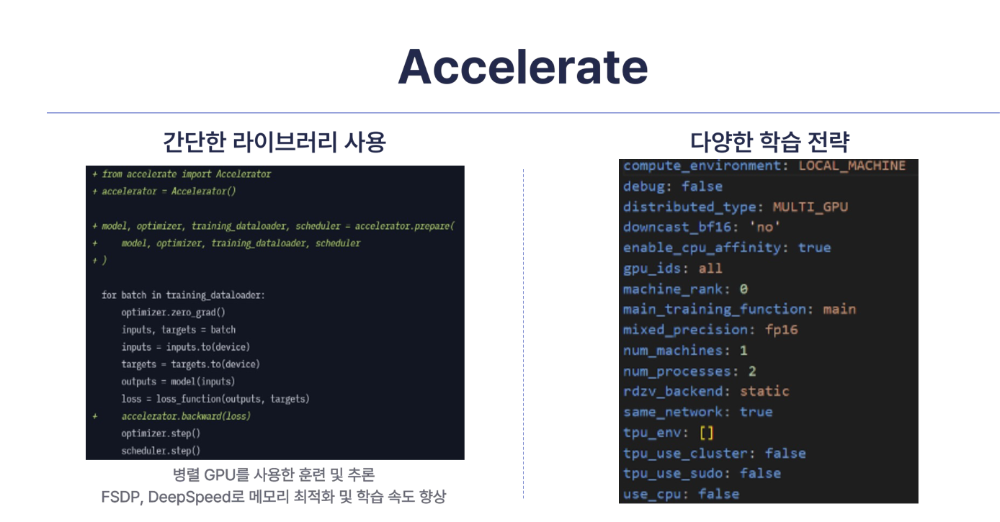 Accelerate
간단한 라이브러리 사용
+ from accelerate import Accelerator
+ accelerator = Accelerator()
+ model, optimizer, training_dataloader, scheduler = accelerator.prepare(
+     model, optimizer, training_dataloader, scheduler
+ )
for batch in training_dataloader:
optimizer.zero_grad()
inputs, targets = batch
inputs = inputs.to(device)
targets = targets.to(device)
outputs = model(inputs)
loss = loss_function(outputs, targets)
+     accelerator.backward(loss)
optimizer.step()
scheduler.step()
병렬 GPU를 사용한 훈련 및 추론
FSDP, DeepSpeed로 메모리 최적화 및 학습 속도 향상
다양한 학습 전략
compute_environment: LOCAL_MACHINE
debug: false
distributed_type: MULTI_GPU
downcast_bf16: 'no'
enable_cpu_affinity: true
gpu_ids: all
machine_rank: 0
main_training_function: main
mixed_precision: fp16
num_machines: 1
num_processes: 2
rdzv_backend: static
same_network: true
tpu_env: []
tpu_use_cluster: false
tpu_use_sudo: false
use_cpu: false